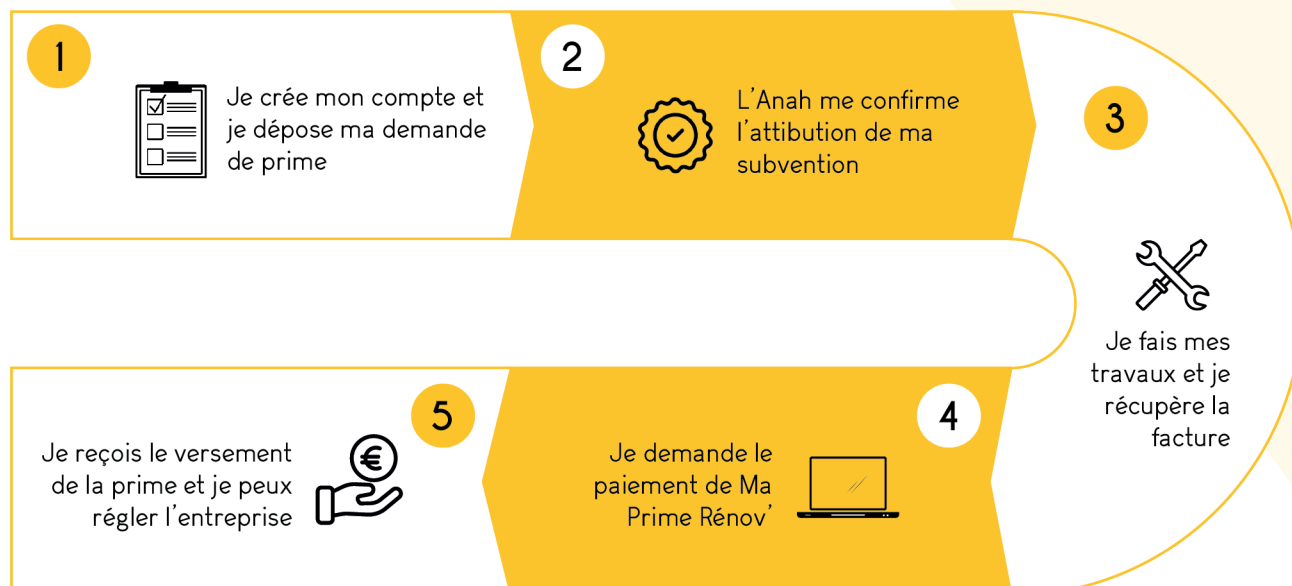 1
Je crée mon compte et
je dépose ma demande
de prime
2
L'Anah me confirme
l'attibution de ma
subvention
3
Je fais mes
travaux et je
récupère la
facture
4
Je demande le
paiement de Ma
Prime Rénov'
5
Je reçois le versement
de la prime et je peux
régler l'entreprise
€